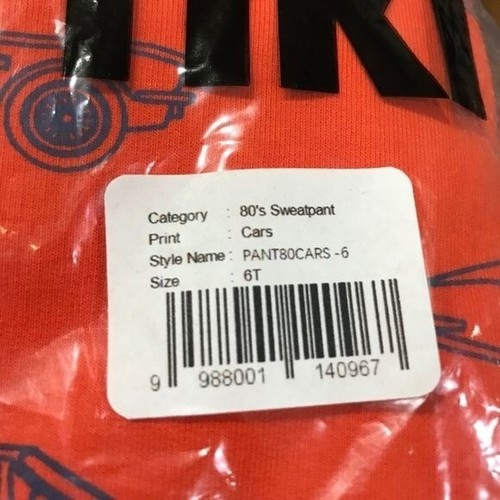 Category : 80's Sweatpant
Print : Cars
Style Name : PANT80CARS -6
Size : 6T
9 988001 140967